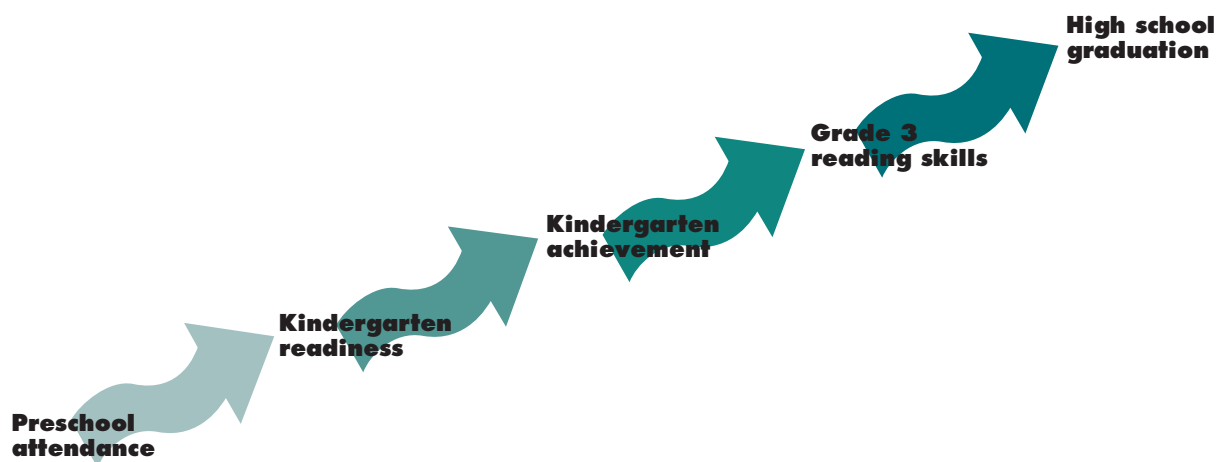 High school
graduation
Grade 3
reading skills
Kindergarten
achievement
Kindergarten
readiness
Preschool
attendance